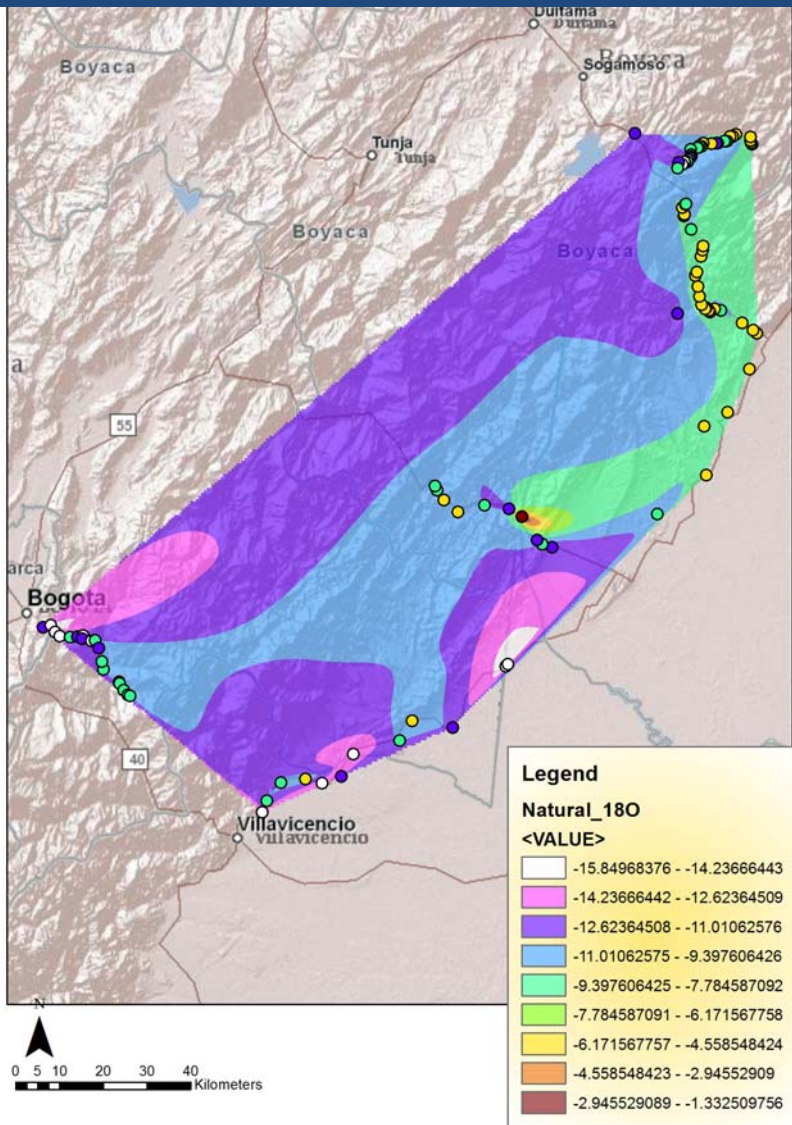 Duitama
Duitama
Boyaca
Sogamoso
Boyaca
Tunja
Tunja
Boyaca
Boyaca
a
55
arca
Bogota
40
Villavicencio
Villavicencio
Legend
Natural_18O
<VALUE>
-15.84968376 - -14.23666443
-14.23666442 - -12.62364509
-12.62364508 - -11.01062576
-11.01062575 - -9.397606426
-9.397606425 - -7.784587092
-7.784587091 - -6.171567758
-6.171567757 - -4.558548424
-4.558548423 - -2.94552909
-2.945529089 - -1.332509756
N
0 5 10 20 30 40
Kilometers